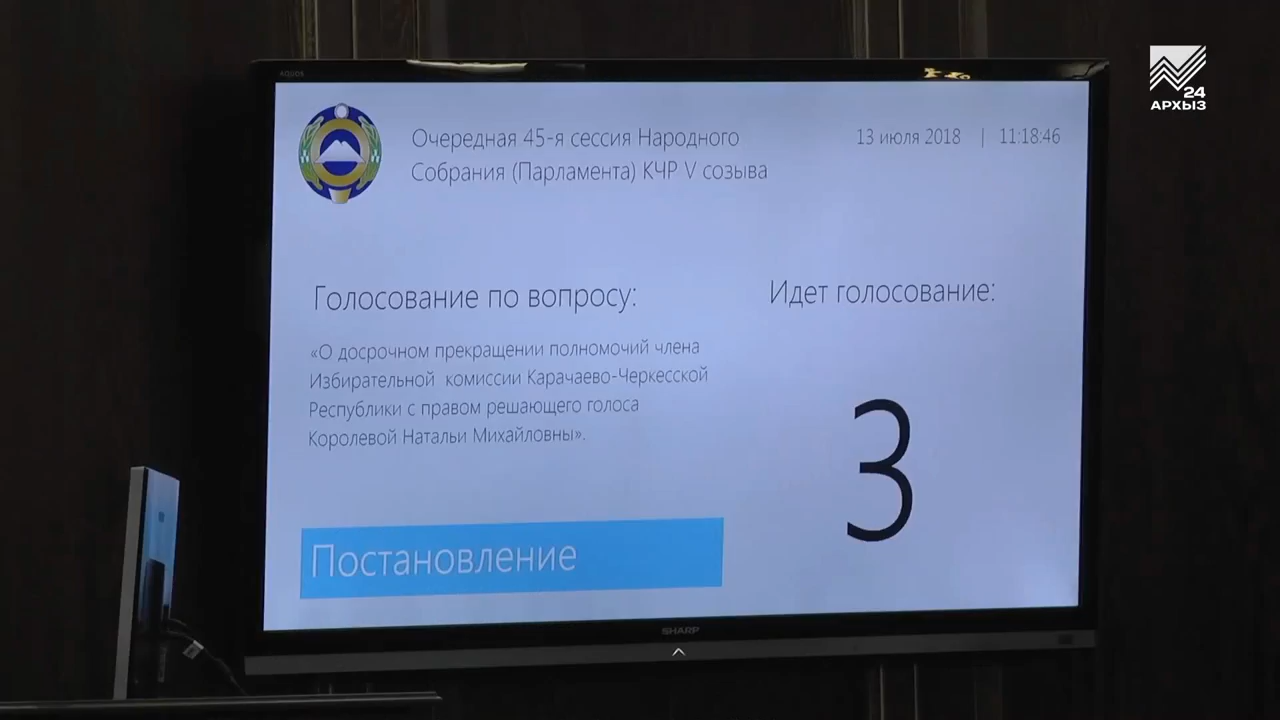 AQUOS
24
АРХЫЗ
Очередная 45-я сессия Народного
Собрания (Парламента) КЧР V созыва
13 июля 2018 | 11:18:46
Голосование по вопросу:
Идет голосование:
«О досрочном прекращении полномочий члена
Избирательной комиссии Карачаево-Черкесской
Республики с правом решающего голоса
Королевой Натальи Михайловны».
3
Постановление
SHARP